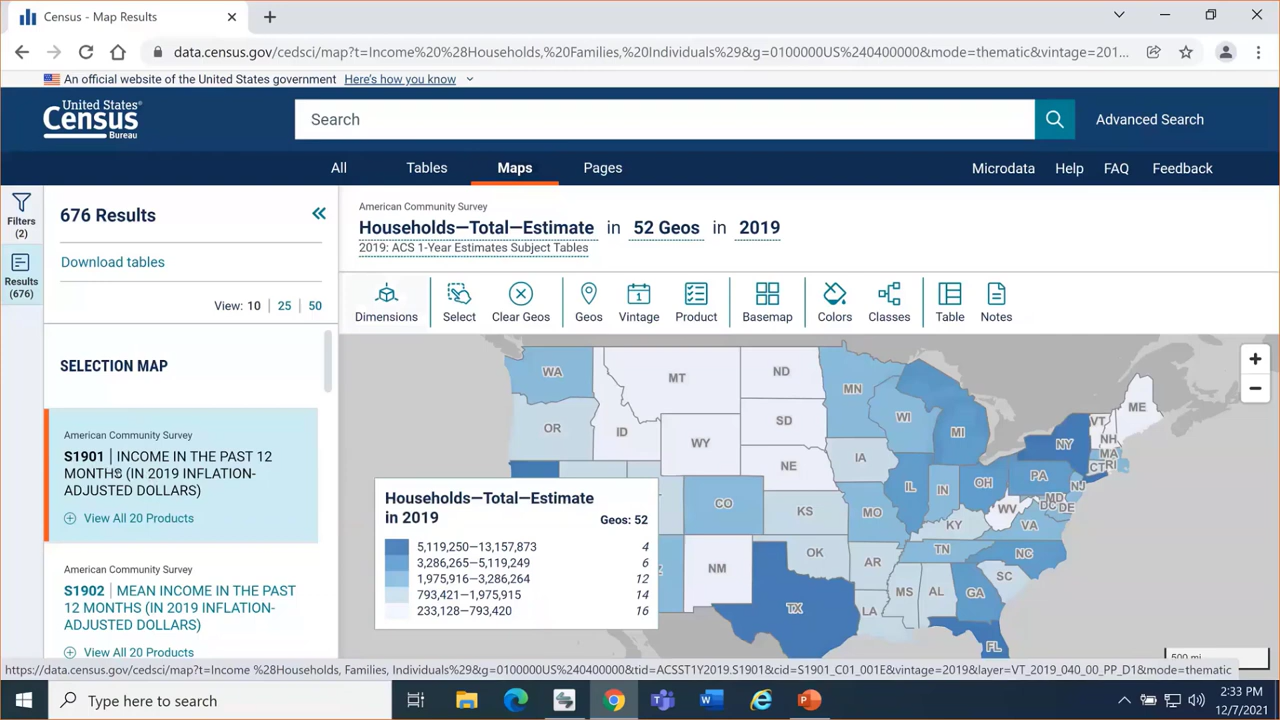 Census - Map Results
data.census.gov/cedsci/map?t=Income%20%28Households,%20Families,%20Individuals%29&g=0100000US%240400000&mode=thematic&vintage=201...
An official website of the United States government Here's how you know
United States®
Census
Bureau
Search
Advanced Search
All Tables Maps Pages
Microdata Help FAQ Feedback
Filters
(2)
Results
(676)
676 Results
Download tables
View: 10 | 25 | 50
SELECTION MAP
American Community Survey
S1901 | INCOME IN THE PAST 12
MONTHS (IN 2019 INFLATION-
ADJUSTED DOLLARS)
View All 20 Products
American Community Survey
S1902 | MEAN INCOME IN THE PAST
12 MONTHS (IN 2019 INFLATION-
ADJUSTED DOLLARS)
View All 20 Products
American Community Survey
Households—Total—Estimate in 52 Geos in 2019
2019: ACS 1-Year Estimates Subject Tables
Dimensions Select Clear Geos Geos Vintage Product Basemap Colors Classes Table Notes
1
WA MT ND MN ME
OR ID SD WI MI VT NH
WY NY MA
IA CT RI
NE PA
IL IN OH NJ
CO MD
DC DE
KS MO WV
KY VA
TN NC
OK AR
NM SC
MS AL GA
TX LA
FL
Households—Total—Estimate
in 2019 Geos: 52
5,119,250—13,157,873 4
3,286,265—5,119,249 6
1,975,916—3,286,264 12
793,421—1,975,915 14
233,128—793,420 16
500 mi
https://data.census.gov/cedsci/map?t=Income %28Households, Families, Individuals%29&g=0100000US%240400000&tid=ACSST1Y2019.S1901&cid=S1901_C01_001E&vintage=2019&layer=VT_2019_040_00_PP_D1&mode=thematic
Type here to search
2:33 PM
12/7/2021